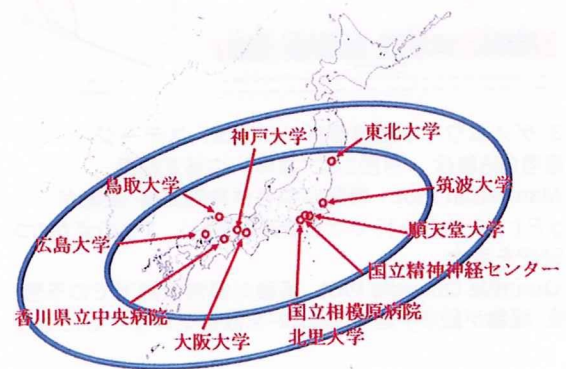 神戸大学
東北大学
鳥取大学
筑波大学
広島大学
順天堂大学
国立精神神経センター
香川県立中央病院
国立相模原病院
北里大学
大阪大学